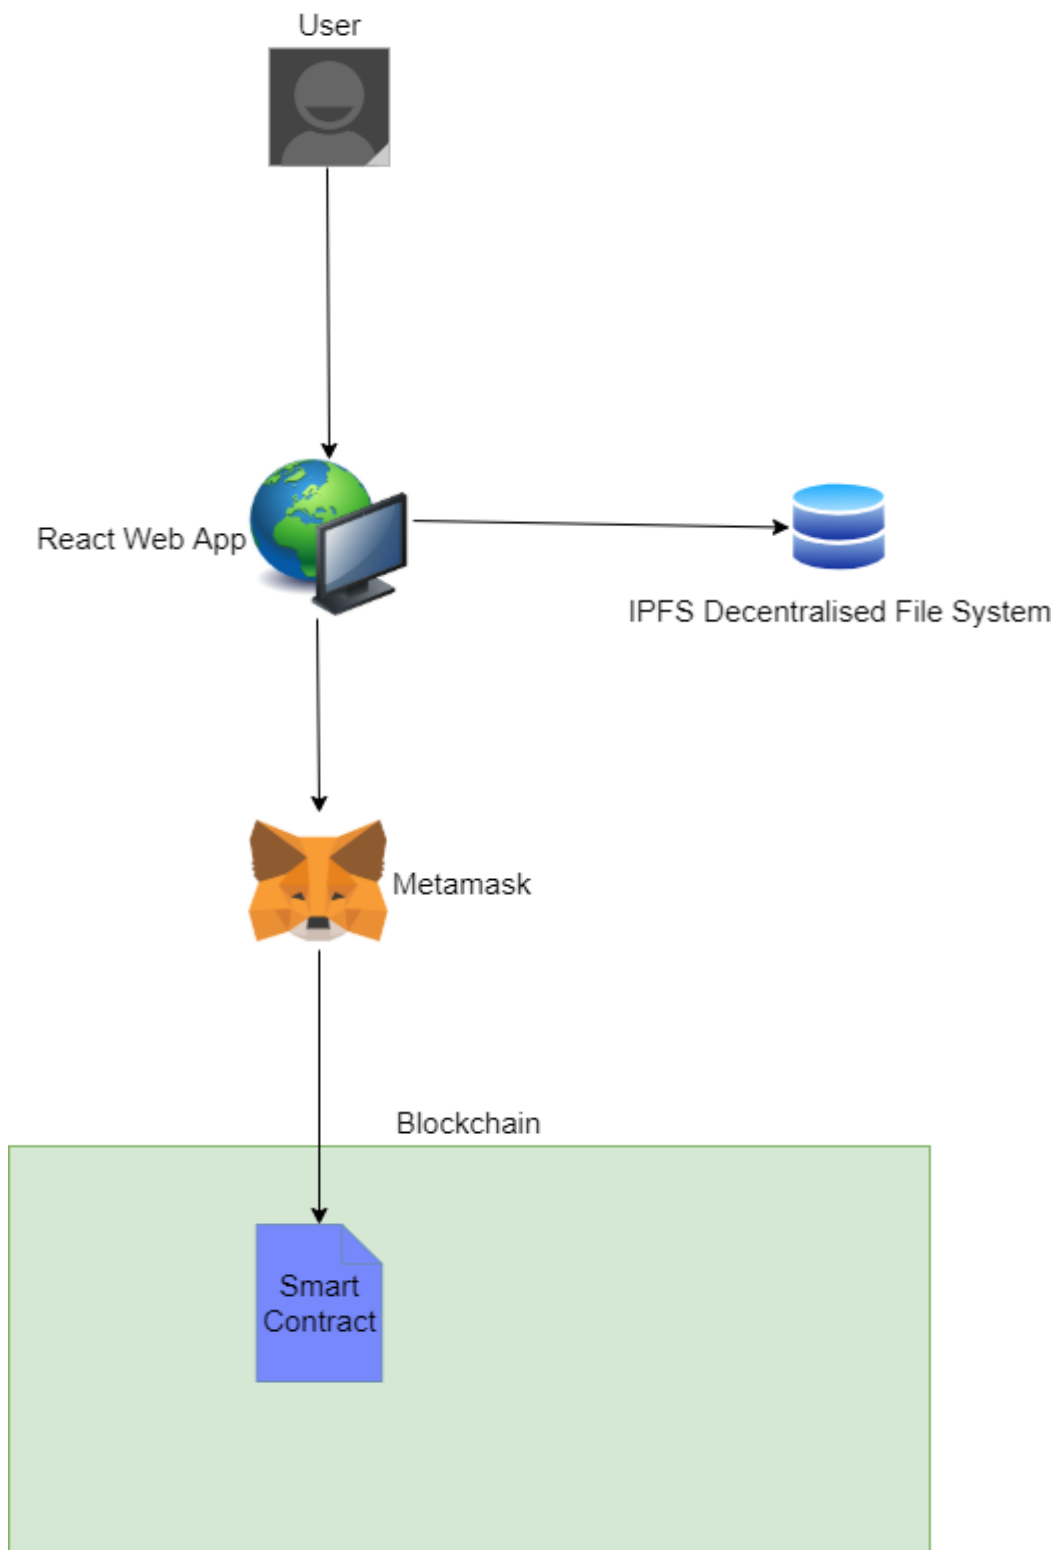 User
React Web App
IPFS Decentralised File System
Metamask
Blockchain
Smart
Contract